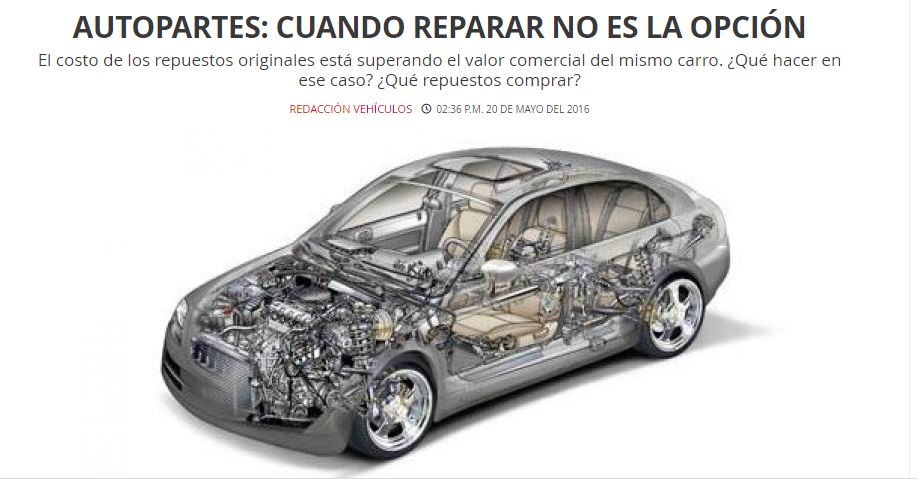 AUTOPARTES: CUANDO REPARAR NO ES LA OPCIÓN
El costo de los repuestos originales está superando el valor comercial del mismo carro. ¿Qué hacer en
ese caso? ¿Qué repuestos comprar?
REDACCIÓN VEHÍCULOS 02:36 P.M. 20 DE MAYO DEL 2016